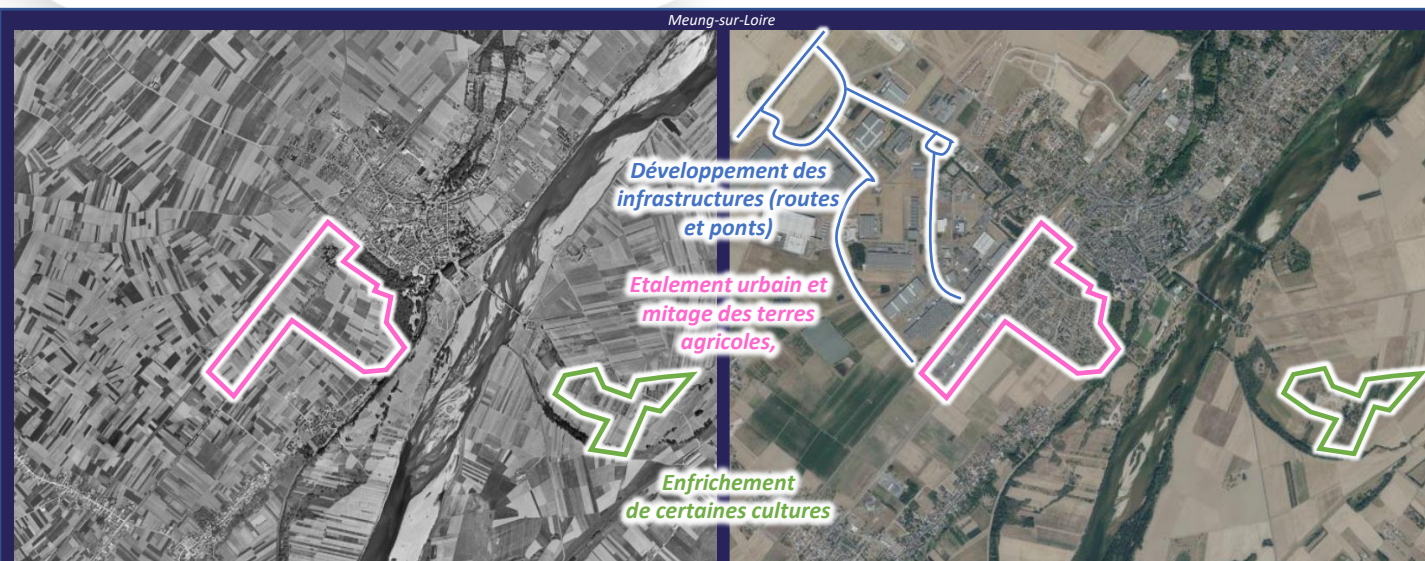 Meung-sur-Loire
Développement des
infrastructures (routes
et ponts)
Etalement urbain et
mitage des terres
agricoles,
Enfrichement
de certaines cultures